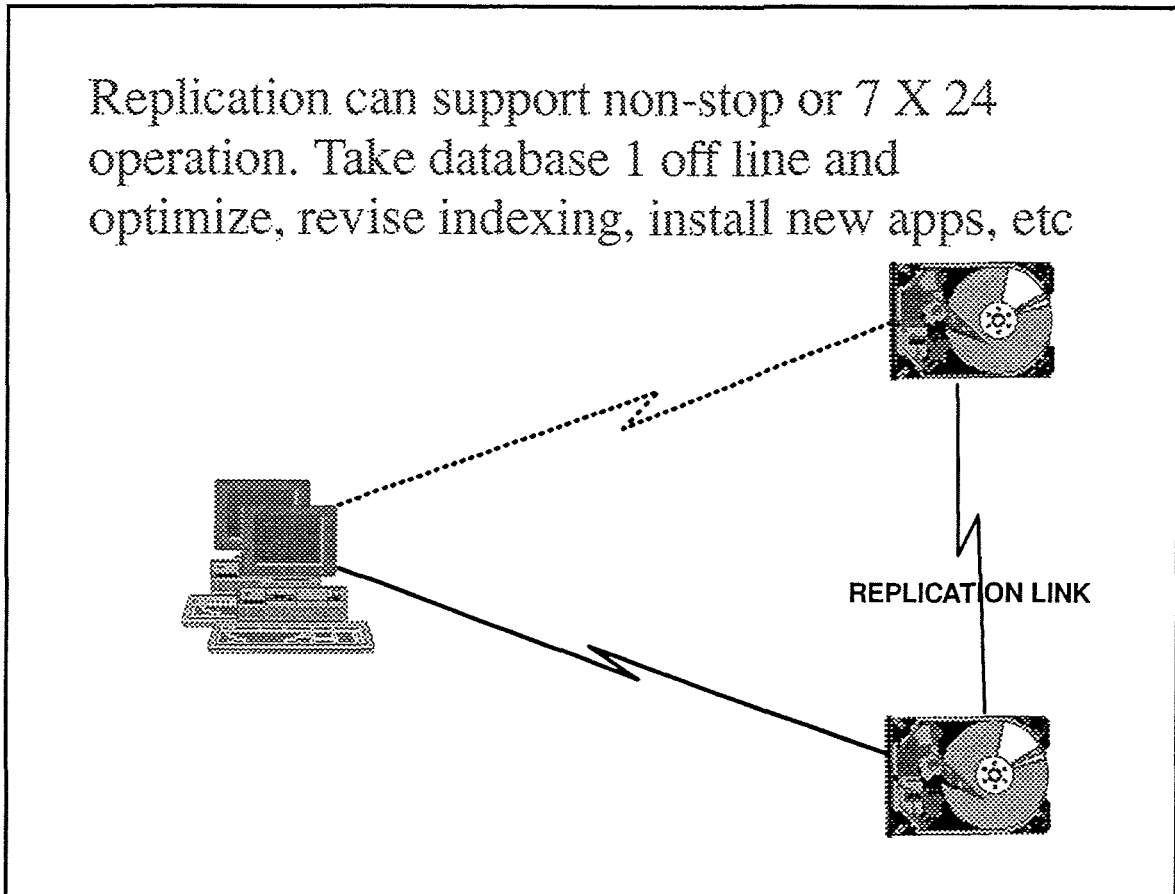 Replication can support non-stop or 7 X 24
operation. Take database 1 off line and
optimize, revise indexing, install new apps, etc
REPLICATION LINK